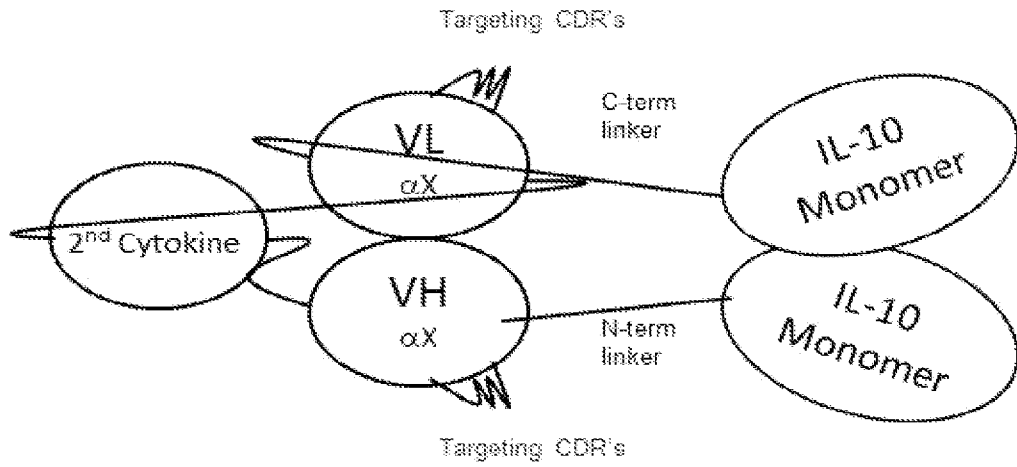 Targeting CDR's
C-term
linker
VL
αX
IL-10
Monomer
2nd Cytokine
VH
αX
N-term
linker
IL-10
Monomer
Targeting CDR's